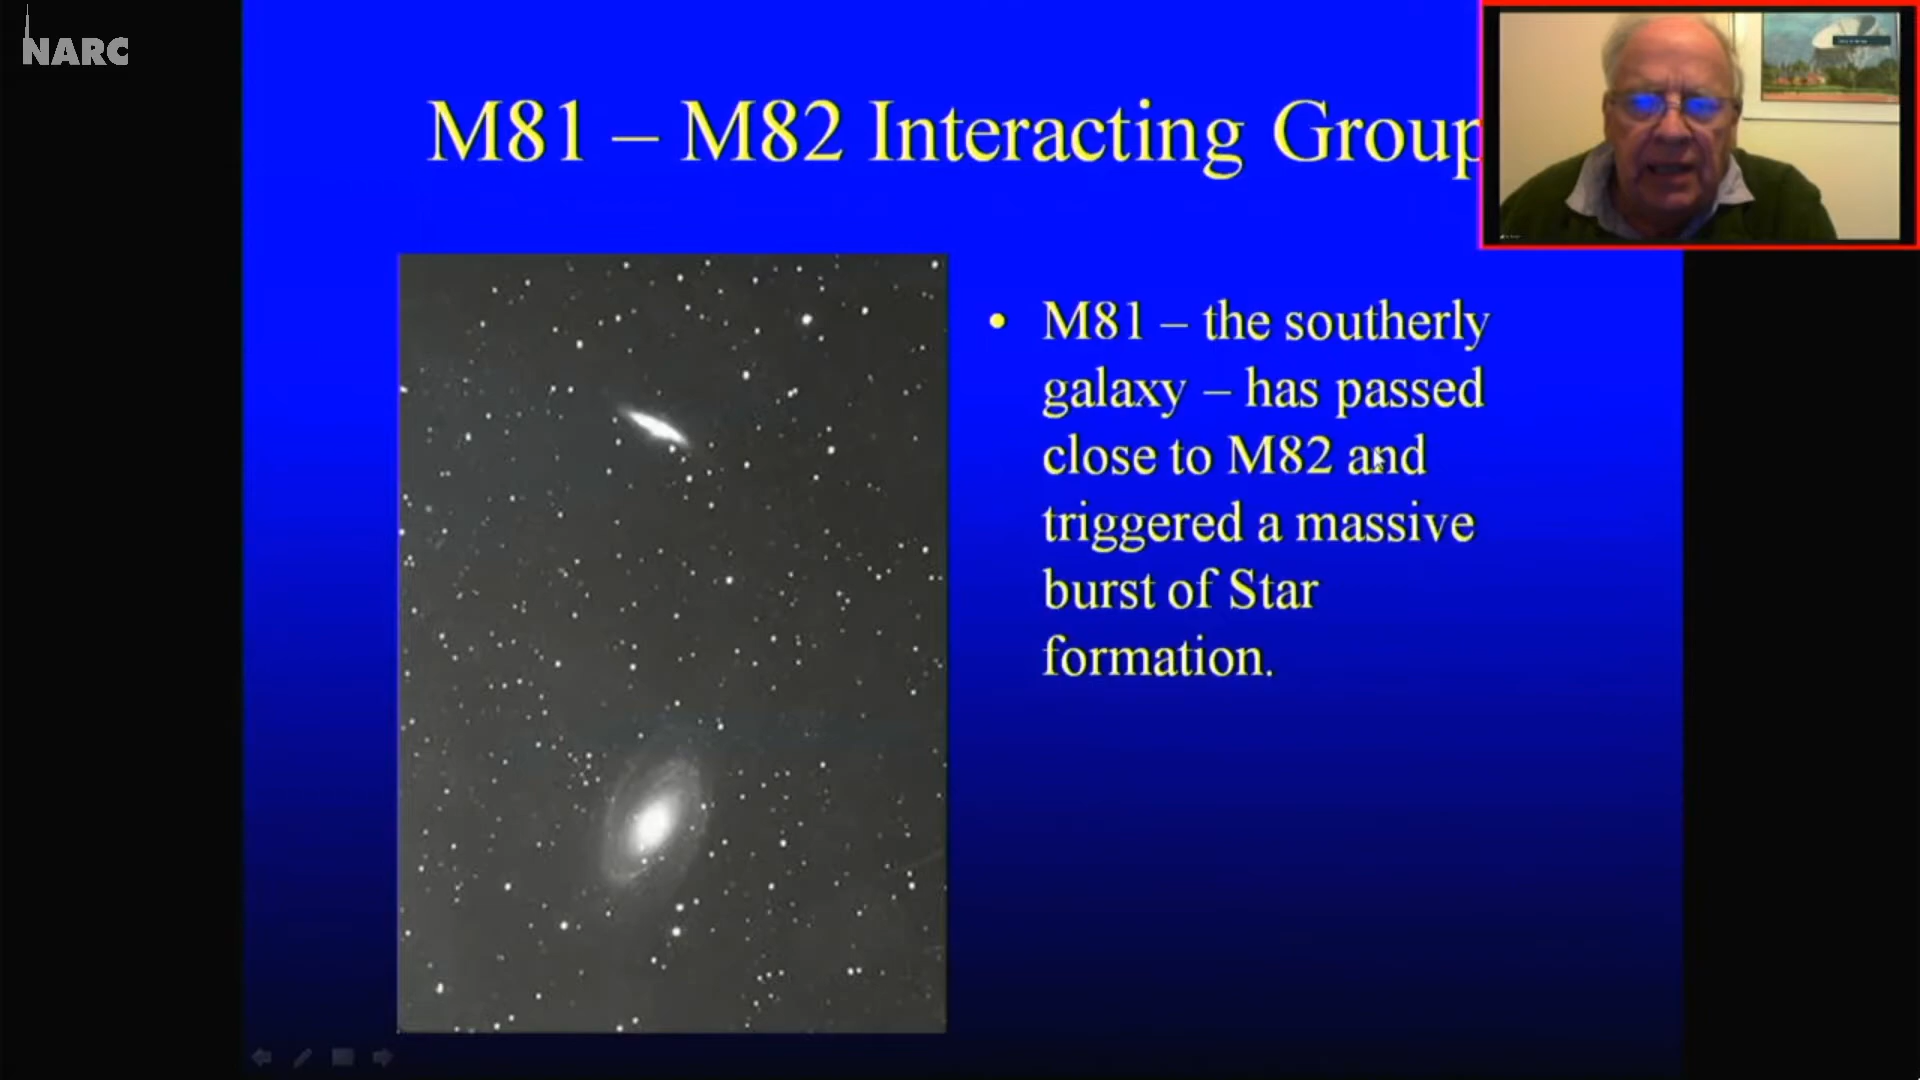 NARC
M81 – M82 Interacting Group
• M81 – the southerly
galaxy – has passed
close to M82 and
triggered a massive
burst of Star
formation.